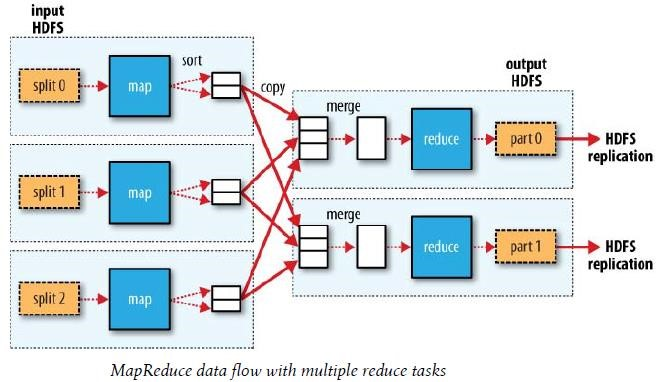 input
HDFS
split 0
map
sort
copy
split 1
map
split 2
map
output
HDFS
merge
reduce
part 0
HDFS
replication
merge
reduce
part 1
HDFS
replication
MapReduce data flow with multiple reduce tasks